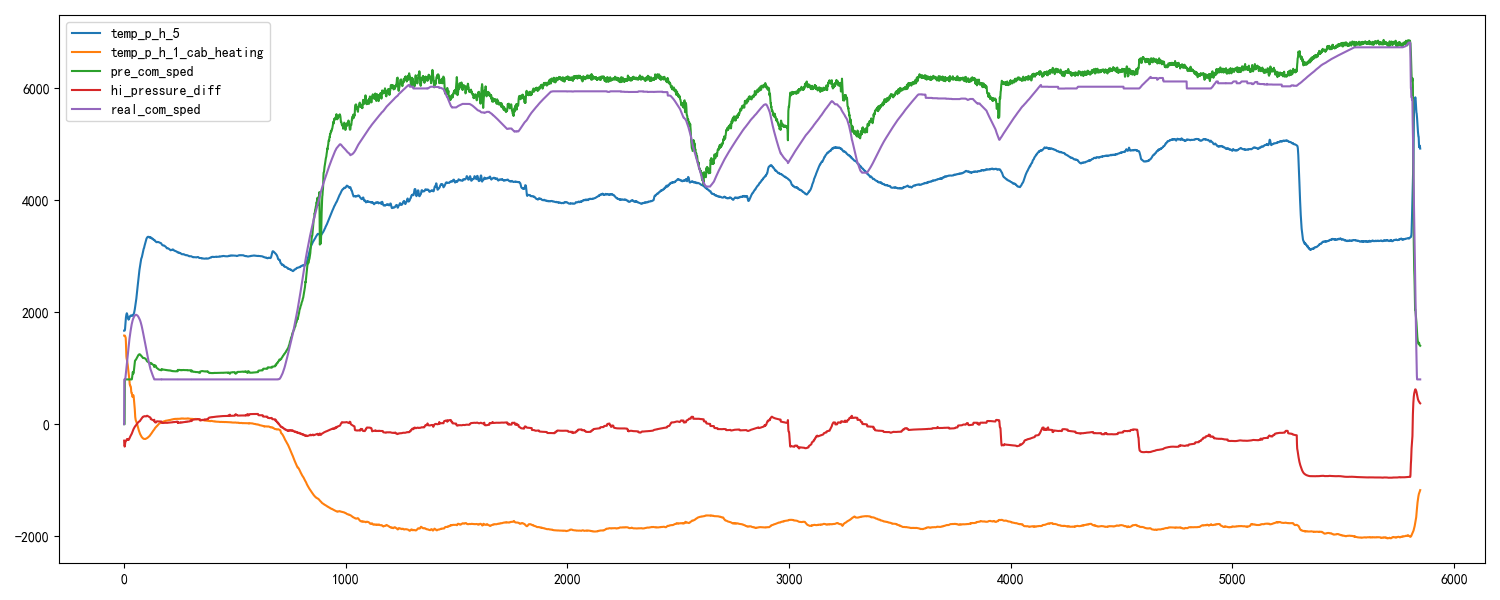 temp_p_h_5
temp_p_h_1_cab_heating
pre_com_sped
hi_pressure_diff
real_com_sped
6000
4000
2000
0
−2000
0 1000 2000 3000 4000 5000 6000